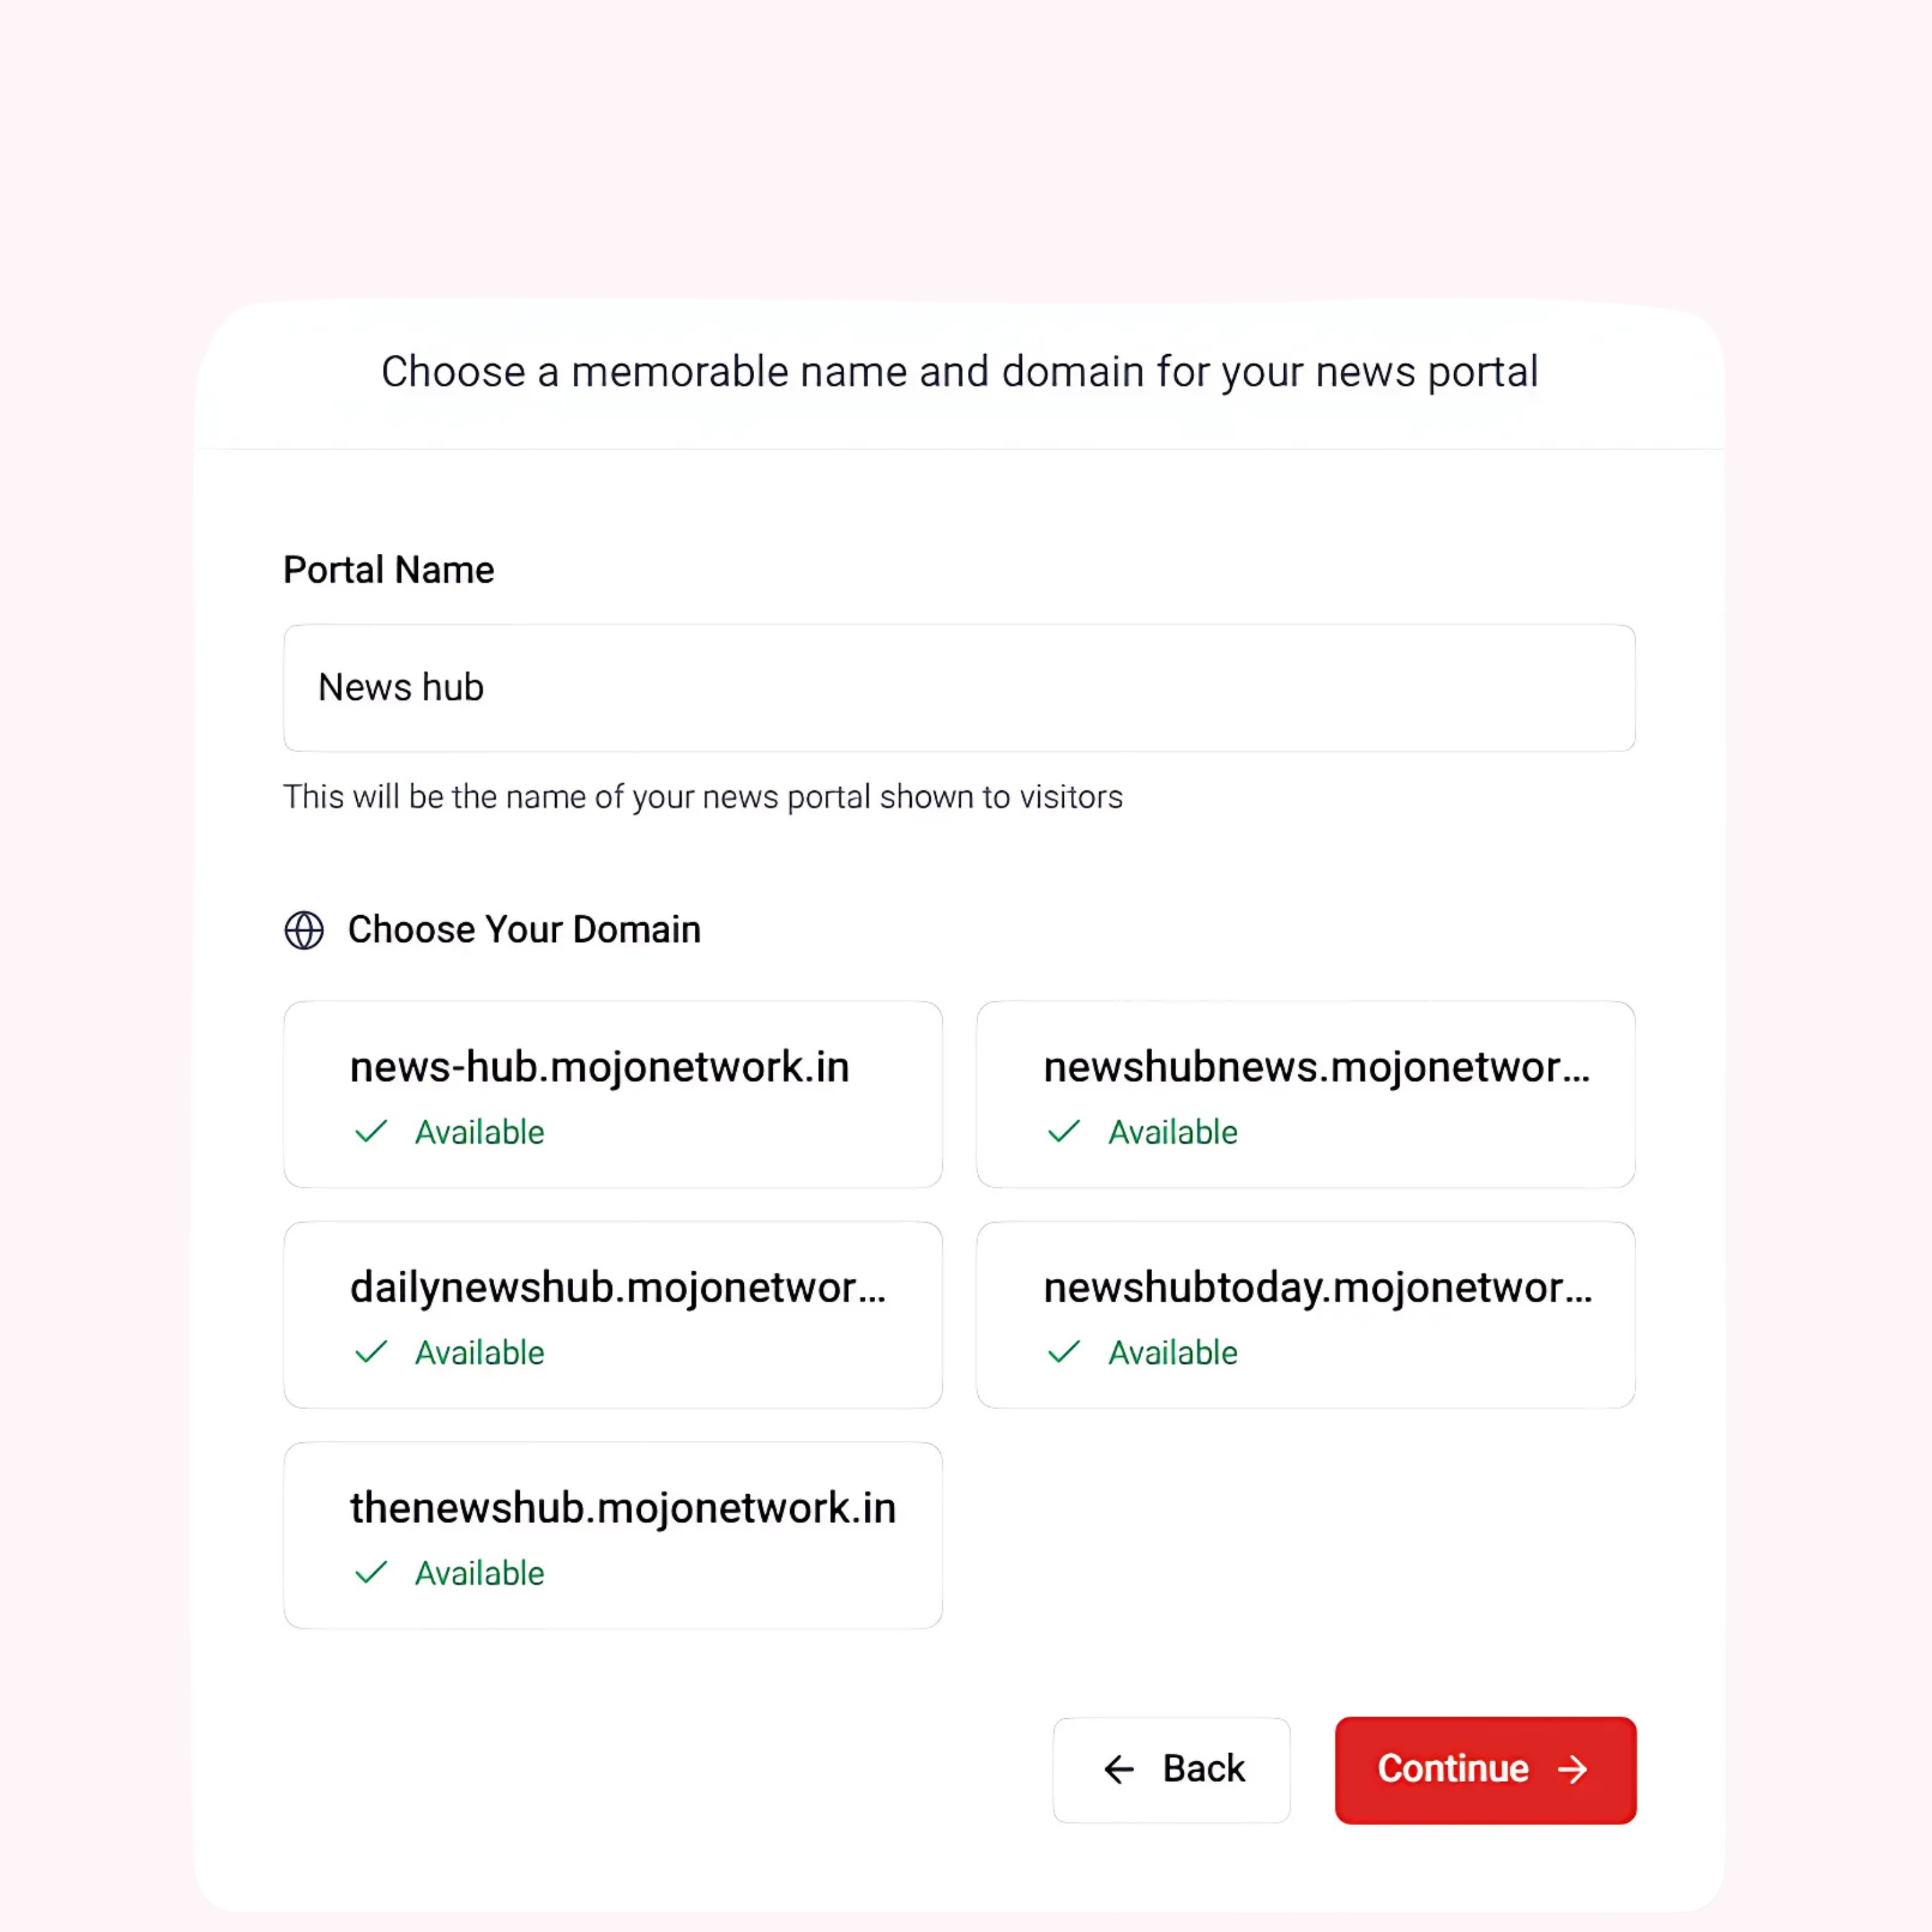 Choose a memorable name and domain for your news portal
Portal Name
News hub
This will be the name of your news portal shown to visitors
Choose Your Domain
news-hub.mojonetwork.in
Available
newshubnews.mojonetwor...
Available
dailynewshub.mojonetwor...
Available
newshubtoday.mojonetwor...
Available
thenewshub.mojonetwork.in
Available
Back
Continue